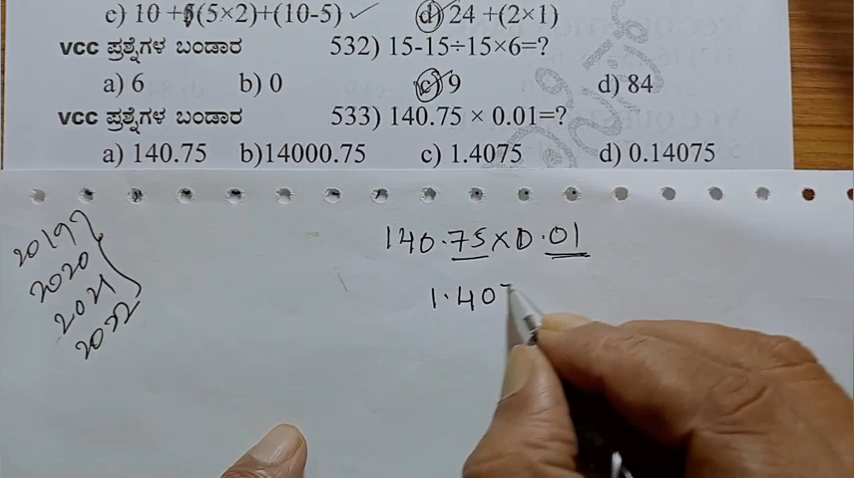 c) 10 +6(5×2)+(10-5) ✓ d) 24 +(2×1)
vcc ಪ್ರಶ್ನೆಗಳ ಬಂಡಾರ 532) 15-15÷15×6=?
a) 6 b) 0 c) 9 d) 84
vcc ಪ್ರಶ್ನೆಗಳ ಬಂಡಾರ 533) 140.75 × 0.01=?
a) 140.75 b)14000.75 c) 1.4075 d) 0.14075
2019
2020
2021
2022
140.75×0.01
1.407